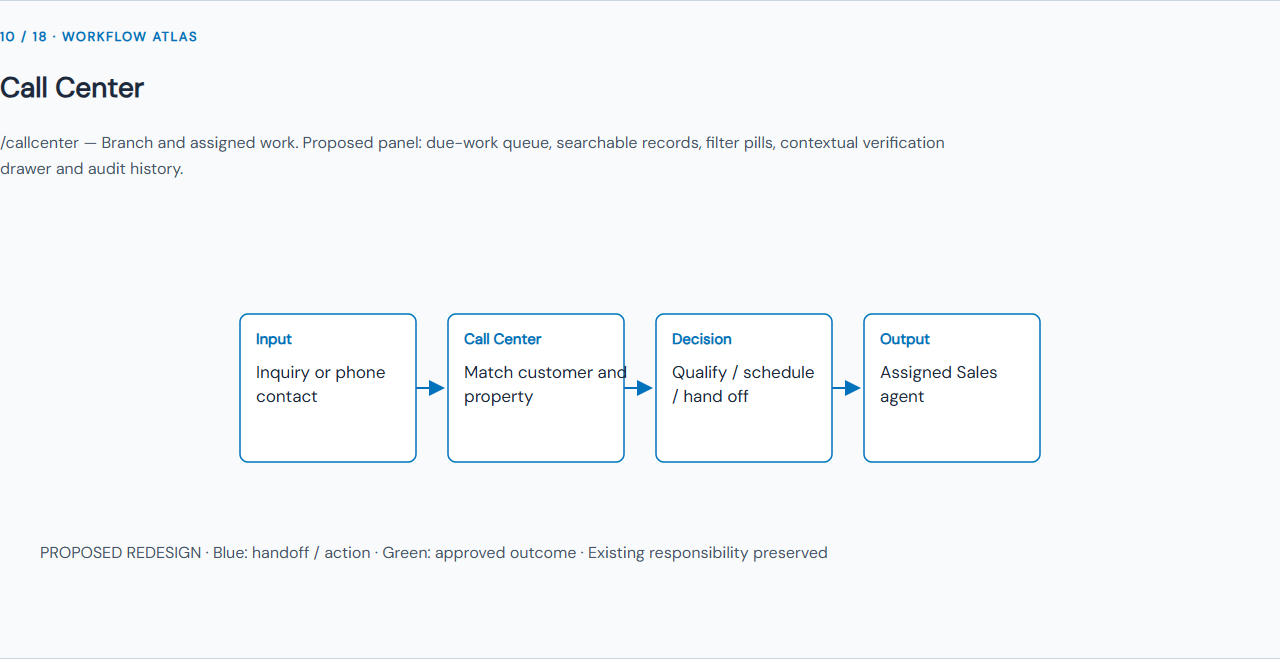 10 / 18 · WORKFLOW ATLAS
Call Center
/callcenter — Branch and assigned work. Proposed panel: due-work queue, searchable records, filter pills, contextual verification
drawer and audit history.
Input
Inquiry or phone
contact
Call Center
Match customer and
property
Decision
Qualify / schedule
/ hand off
Output
Assigned Sales
agent
PROPOSED REDESIGN · Blue: handoff / action · Green: approved outcome · Existing responsibility preserved